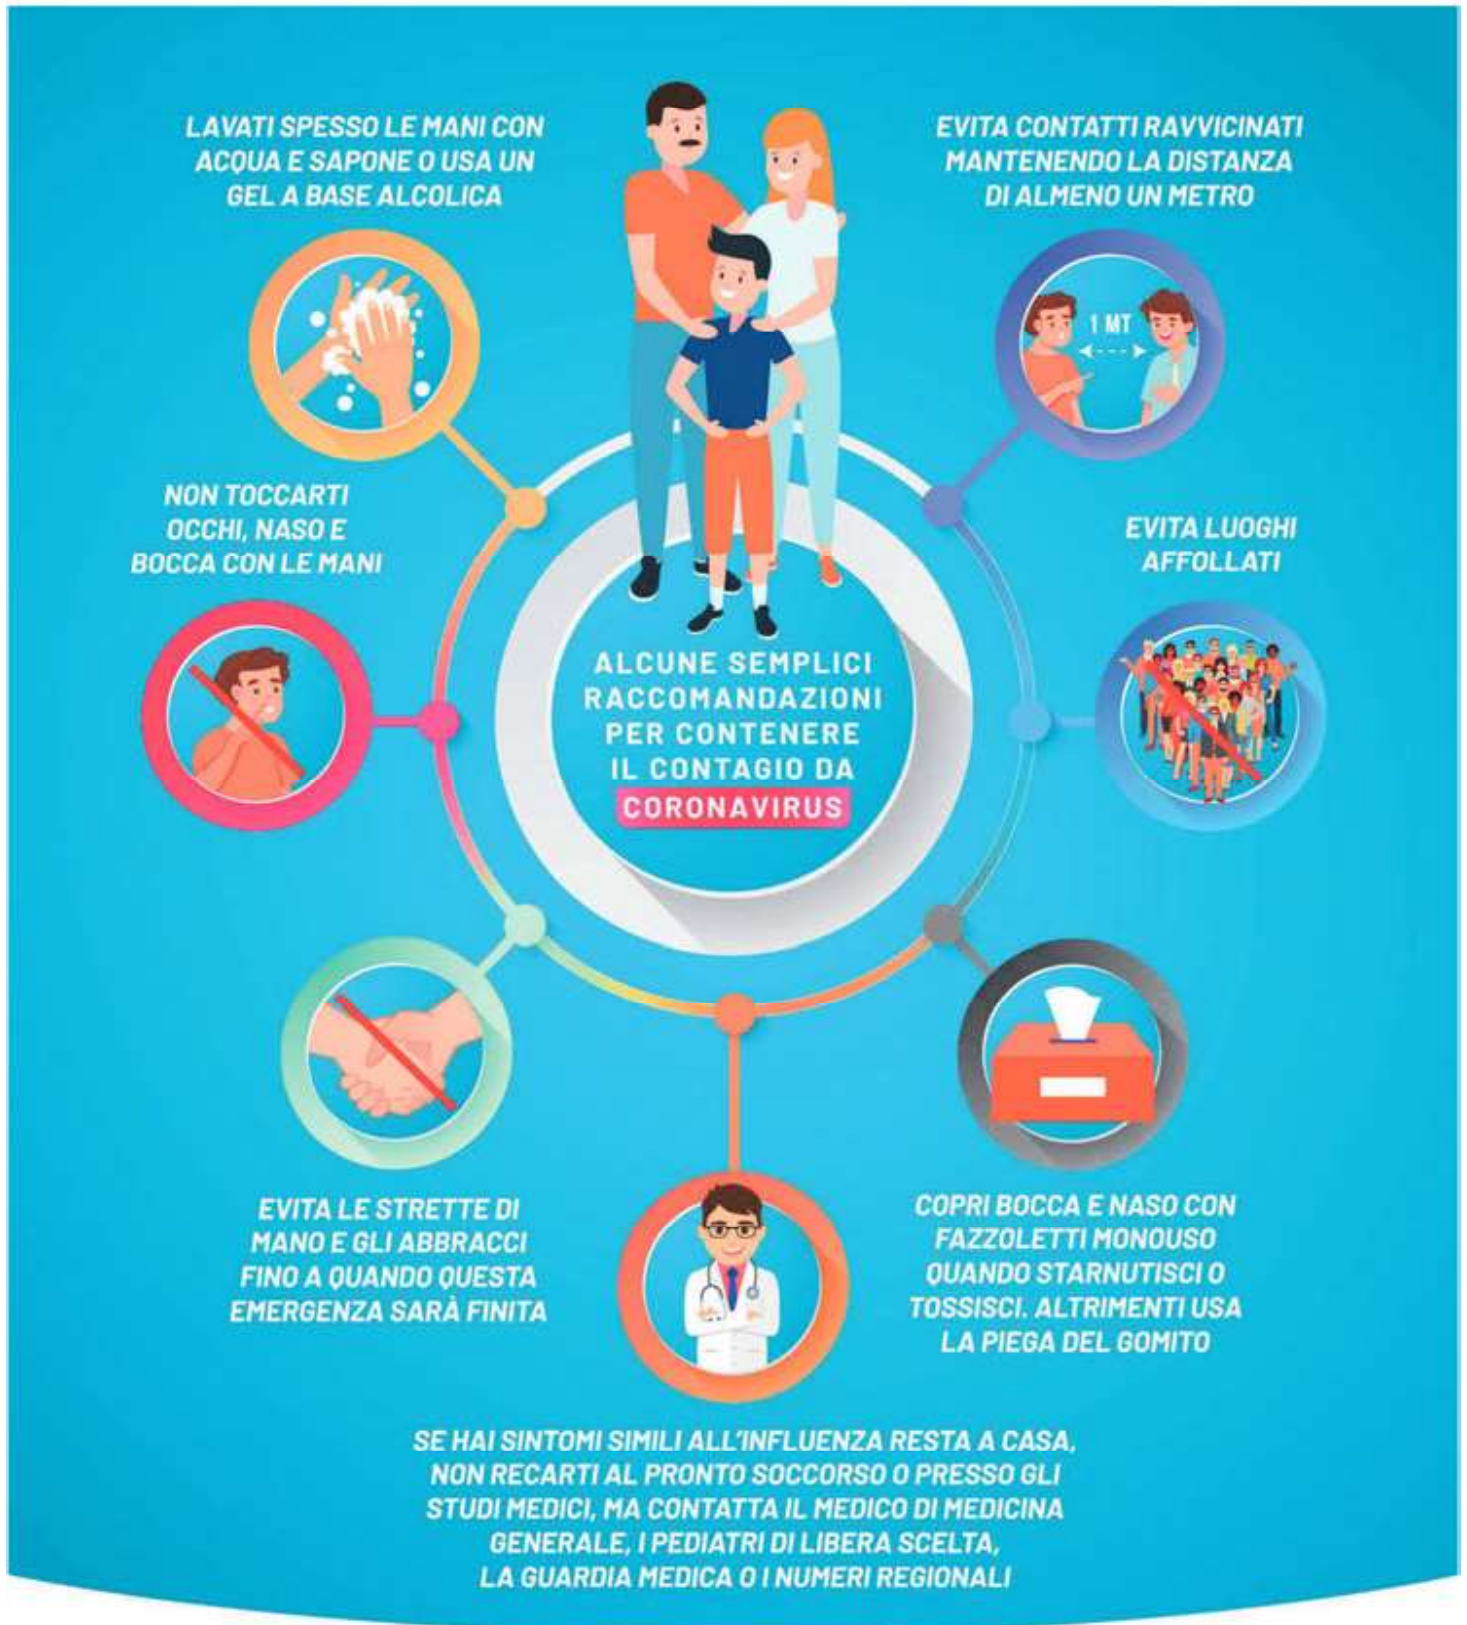 LAVATI SPESSO LE MANI CON
ACQUA E SAPONE O USA UN
GEL A BASE ALCOLICA
EVITA CONTATTI RAVVICINATI
MANTENENDO LA DISTANZA
DI ALMENO UN METRO
1 MT
NON TOCCARTI
OCCHI, NASO E
BOCCA CON LE MANI
EVITA LUOGHI
AFFOLLATI
ALCUNE SEMPLICI
RACCOMANDAZIONI
PER CONTENERE
IL CONTAGIO DA
CORONAVIRUS
EVITA LE STRETTE DI
MANO E GLI ABBRACCI
FINO A QUANDO QUESTA
EMERGENZA SARÀ FINITA
COPRI BOCCA E NASO CON
FAZZOLETTI MONOUSO
QUANDO STARNUTISCI O
TOSSISCI. ALTRIMENTI USA
LA PIEGA DEL GOMITO
SE HAI SINTOMI SIMILI ALL'INFLUENZA RESTA A CASA,
NON RECARTI AL PRONTO SOCCORSO O PRESSO GLI
STUDI MEDICI, MA CONTATTA IL MEDICO DI MEDICINA
GENERALE, I PEDIATRI DI LIBERA SCELTA,
LA GUARDIA MEDICA O I NUMERI REGIONALI